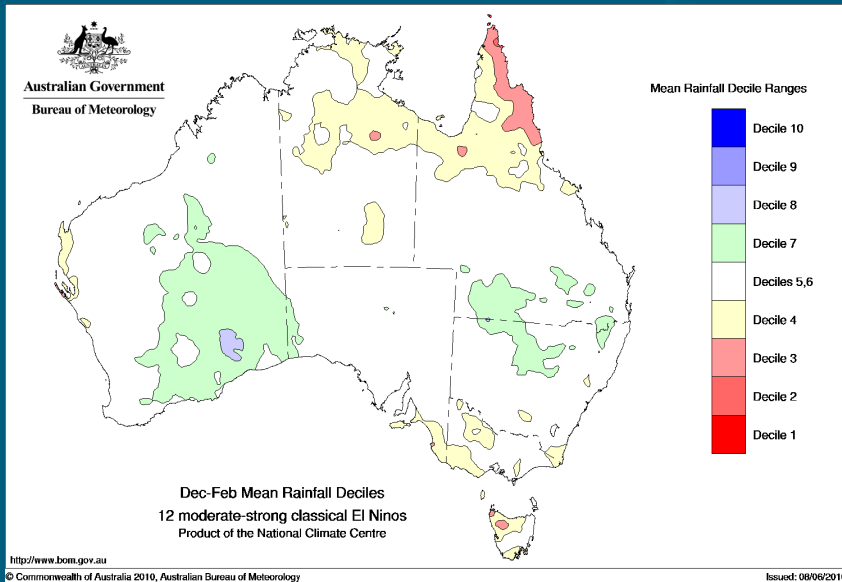 Australian Government
Bureau of Meteorology
Mean Rainfall Decile Ranges
Decile 10
Decile 9
Decile 8
Decile 7
Deciles 5,6
Decile 4
Decile 3
Decile 2
Decile 1
Dec-Feb Mean Rainfall Deciles
12 moderate-strong classical El Ninos
Product of the National Climate Centre
http://www.bom.gov.au
© Commonwealth of Australia 2010, Australian Bureau of Meteorology
Issued: 08/06/2010